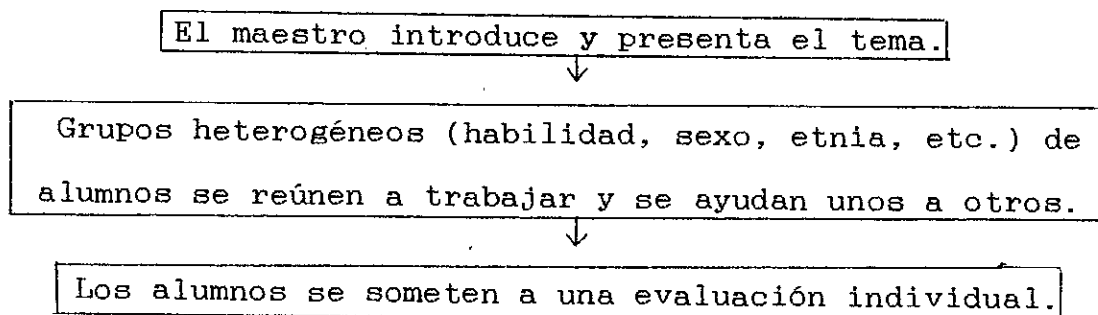 El maestro introduce y presenta el tema.
Grupos heterogéneos (habilidad, sexo, etnia, etc.) de
alumnos se reúnen a trabajar y se ayudan unos a otros.
Los alumnos se someten a una evaluación individual.